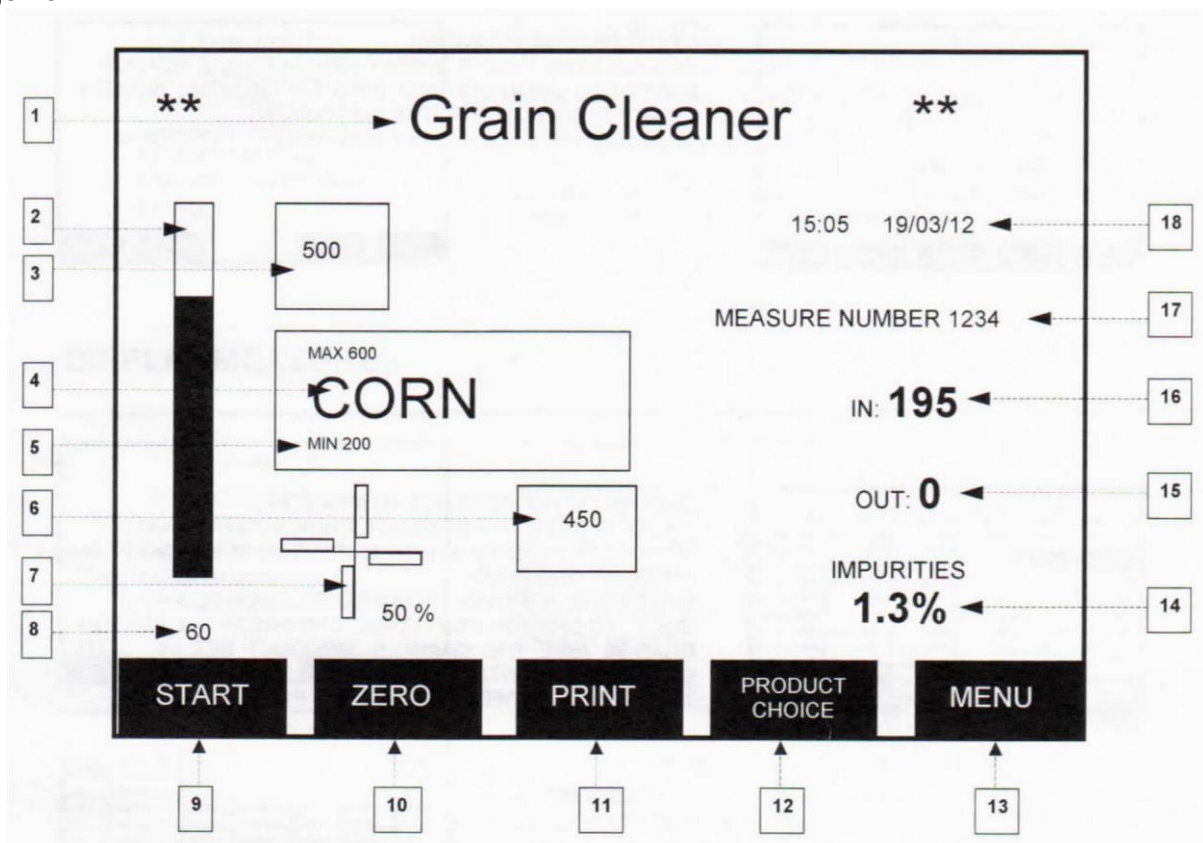 ** Grain Cleaner **
1
2
15:05 19/03/12
18
3
500
MEASURE NUMBER 1234
17
MAX 600
4
CORN
IN: 195
16
5
MIN 200
6
450
OUT: 0
15
7
IMPURITIES
50 %
1.3%
14
8
60
START
ZERO
PRINT
PRODUCT
CHOICE
MENU
9
10
11
12
13